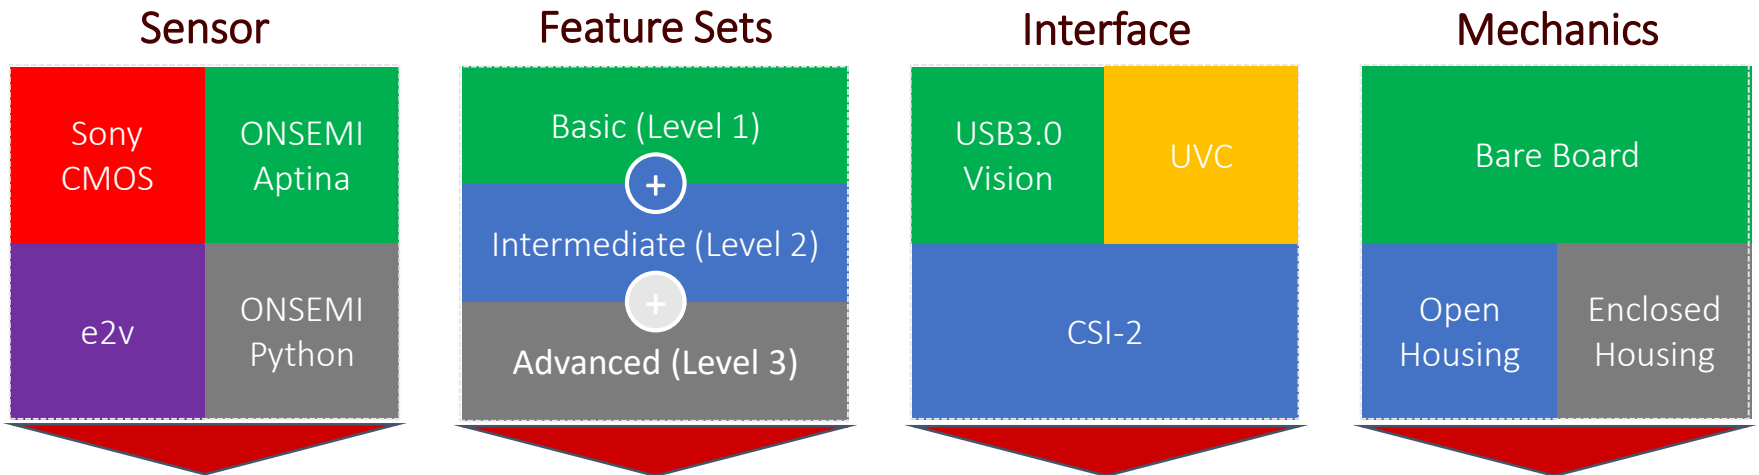 Sensor
Sony
CMOS
ONSEMI
Aptina
e2v
ONSEMI
Python
Feature Sets
Basic (Level 1)
+
Intermediate (Level 2)
+
Advanced (Level 3)
Interface
USB3.0
Vision
UVC
CSI-2
Mechanics
Bare Board
Open
Housing
Enclosed
Housing